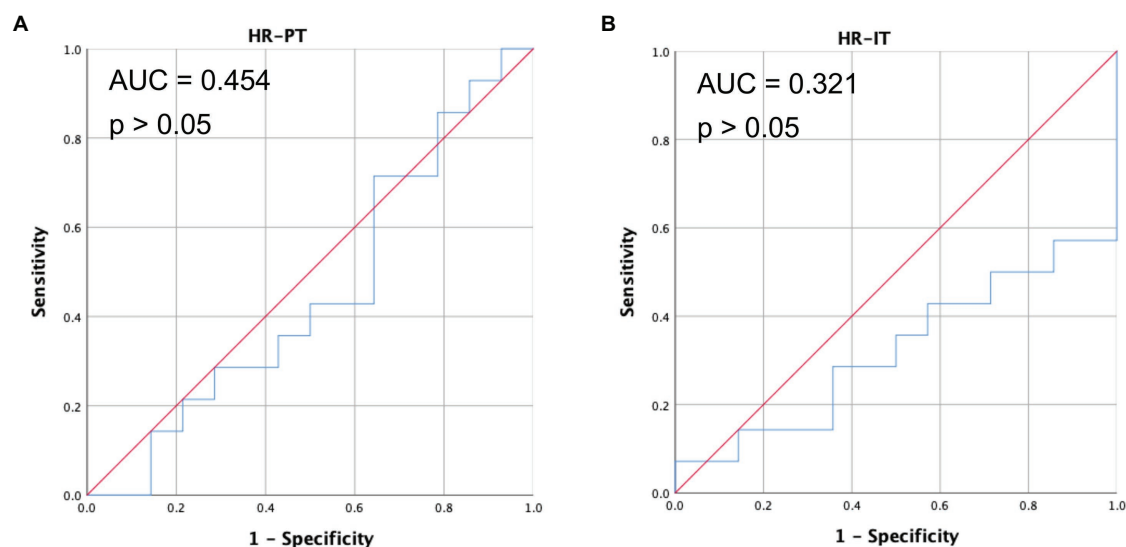 A
HR–PT
AUC = 0.454
p > 0.05
1.0
0.8
0.6
0.4
0.2
0.0
Sensitivity
0.0 0.2 0.4 0.6 0.8 1.0
1 – Specificity
B
HR–IT
AUC = 0.321
p > 0.05
1.0
0.8
0.6
0.4
0.2
0.0
Sensitivity
0.0 0.2 0.4 0.6 0.8 1.0
1 – Specificity